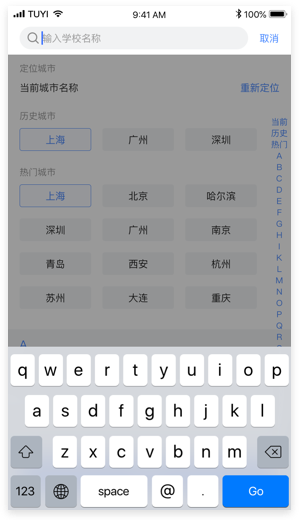 TUYI 9:41 AM 100%
输入学校名称 取消
定位城市
当前城市名称 重新定位
历史城市
上海 广州 深圳
当前
历史
热门
热门城市
上海 北京 哈尔滨
深圳 广州 南京
青岛 西安 杭州
苏州 大连 重庆
A
B
C
D
E
F
G
H
I
K
L
M
N
O
P
Q
R
A
q w e r t y u i o p
a s d f g h j k l
z x c v b n m
123 space @ . Go